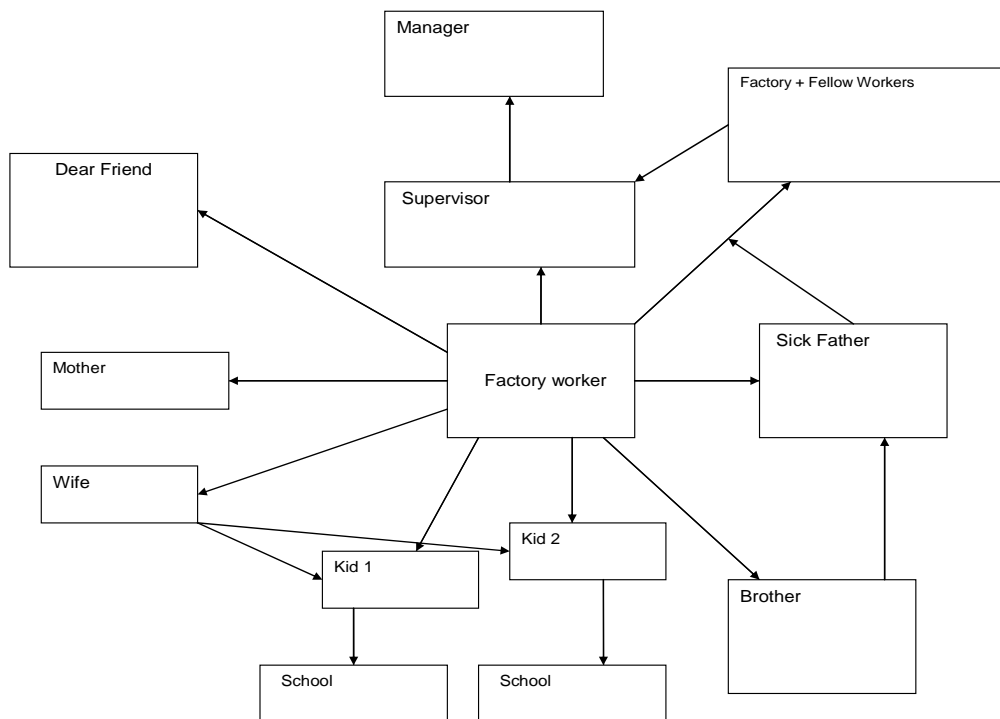 Manager
Factory + Fellow Workers
Dear Friend
Supervisor
Sick Father
Mother
Factory worker
Wife
Kid 2
Kid 1
Brother
School
School